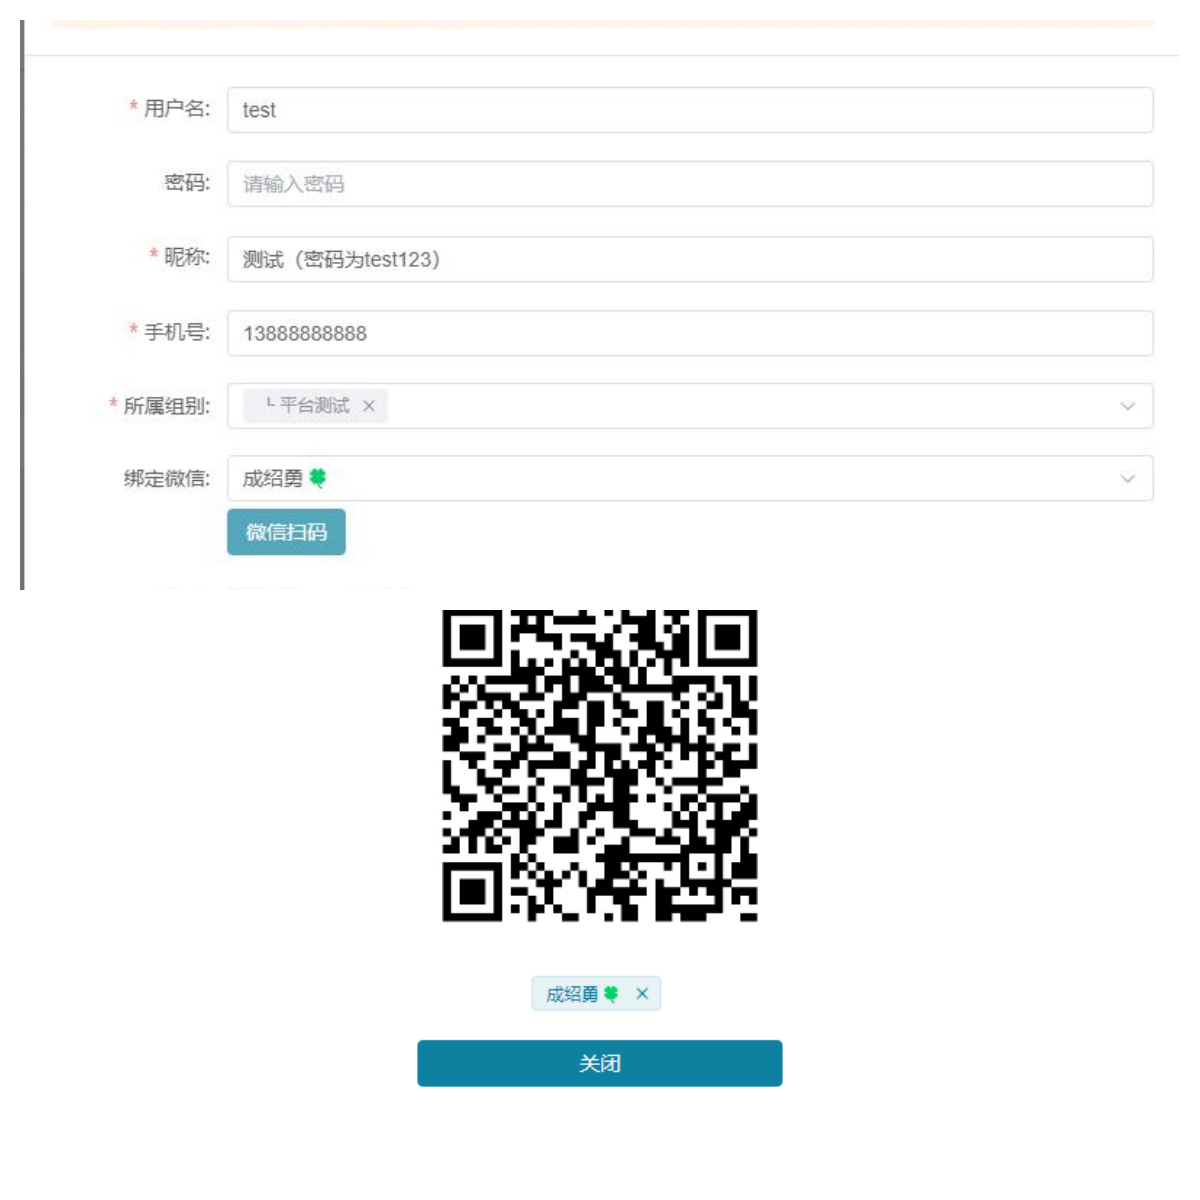 * 用户名: test
密码: 请输入密码
* 昵称: 测试（密码为test123）
* 手机号: 13888888888
* 所属组别: └ 平台测试 ×
绑定微信: 成绍勇🍀
微信扫码
成绍勇🍀 ×
关闭